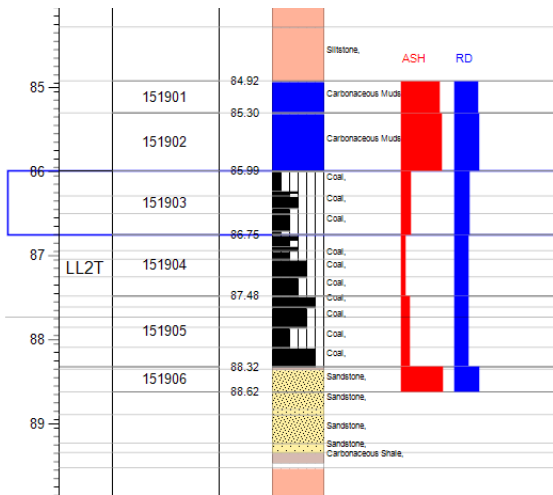 Siltstone,
ASH RD
84.92
85 151901 Carbonaceous Muds
85.30
151902 Carbonaceous Muds
86 85.99
Coal,
151903 Coal,
Coal,
86.75
87 Coal,
LL2T 151904 Coal,
Coal,
87.48 Coal,
Coal,
88 151905 Coal,
88.32
151906 Sandstone,
88.62 Sandstone,
89 Sandstone,
Sandstone,
Carbonaceous Shale,